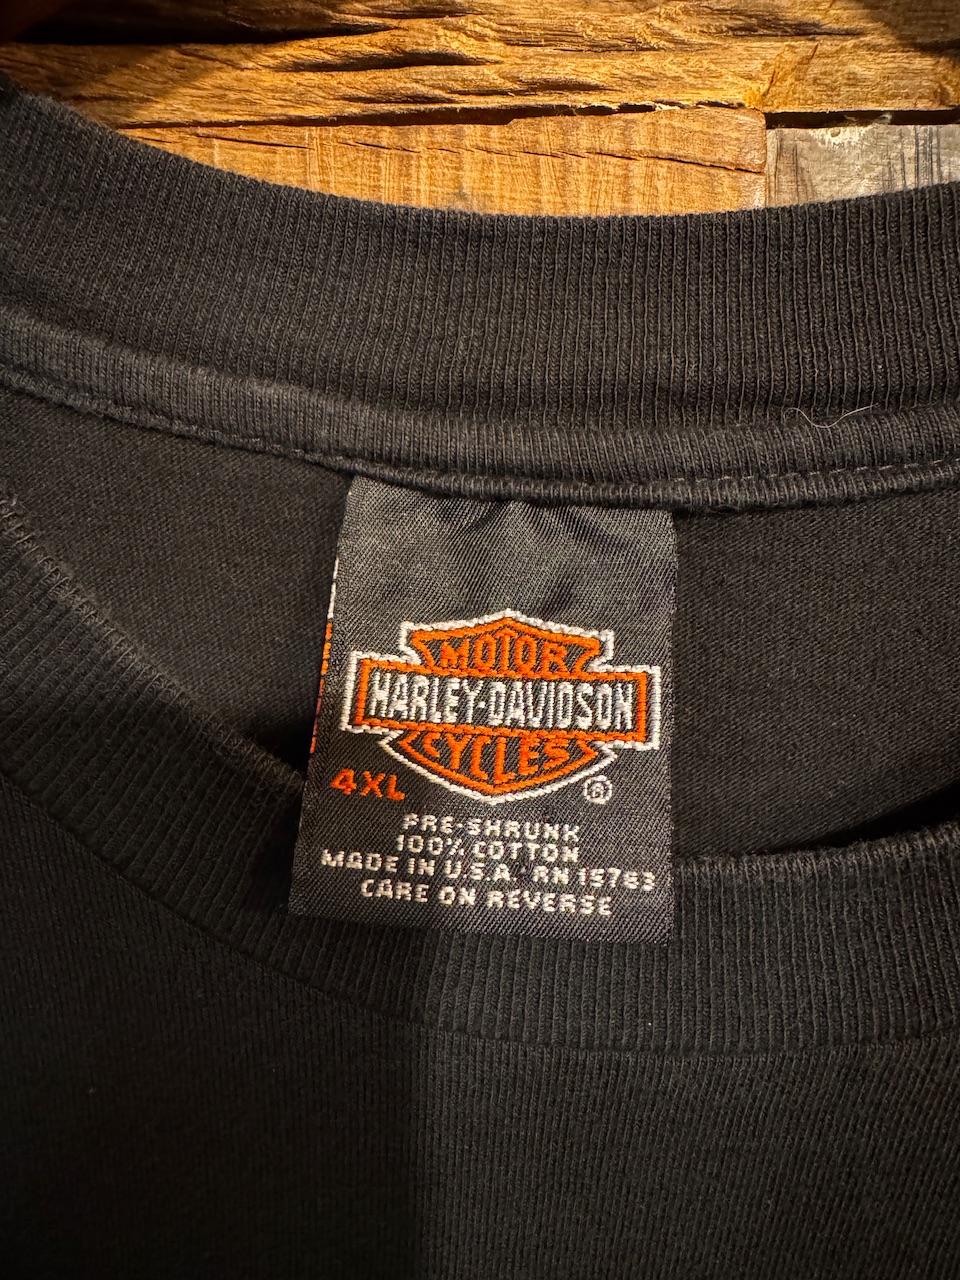 MOTOR
HARLEY-DAVIDSON
CYCLES
®
4XL
PRE-SHRUNK
100% COTTON
MADE IN U.S.A. RN 15763
CARE ON REVERSE